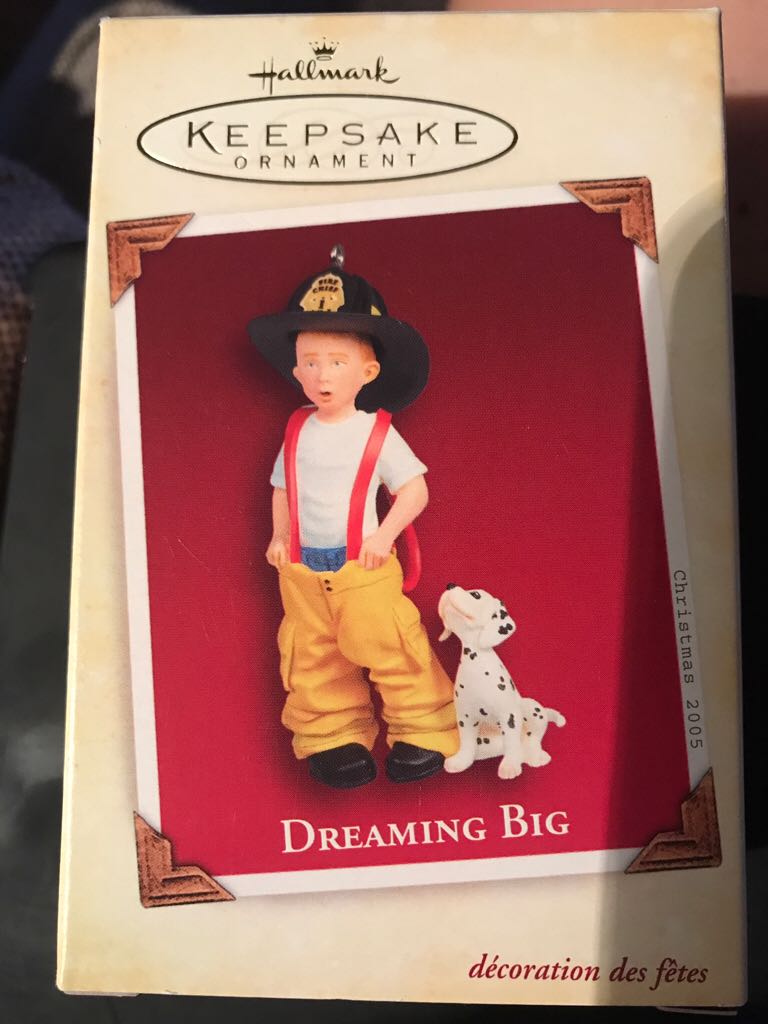 Hallmark
KEEPSAKE
ORNAMENT
FIRE
CHIEF
1
Christmas 2005
DREAMING BIG
décoration des fêtes